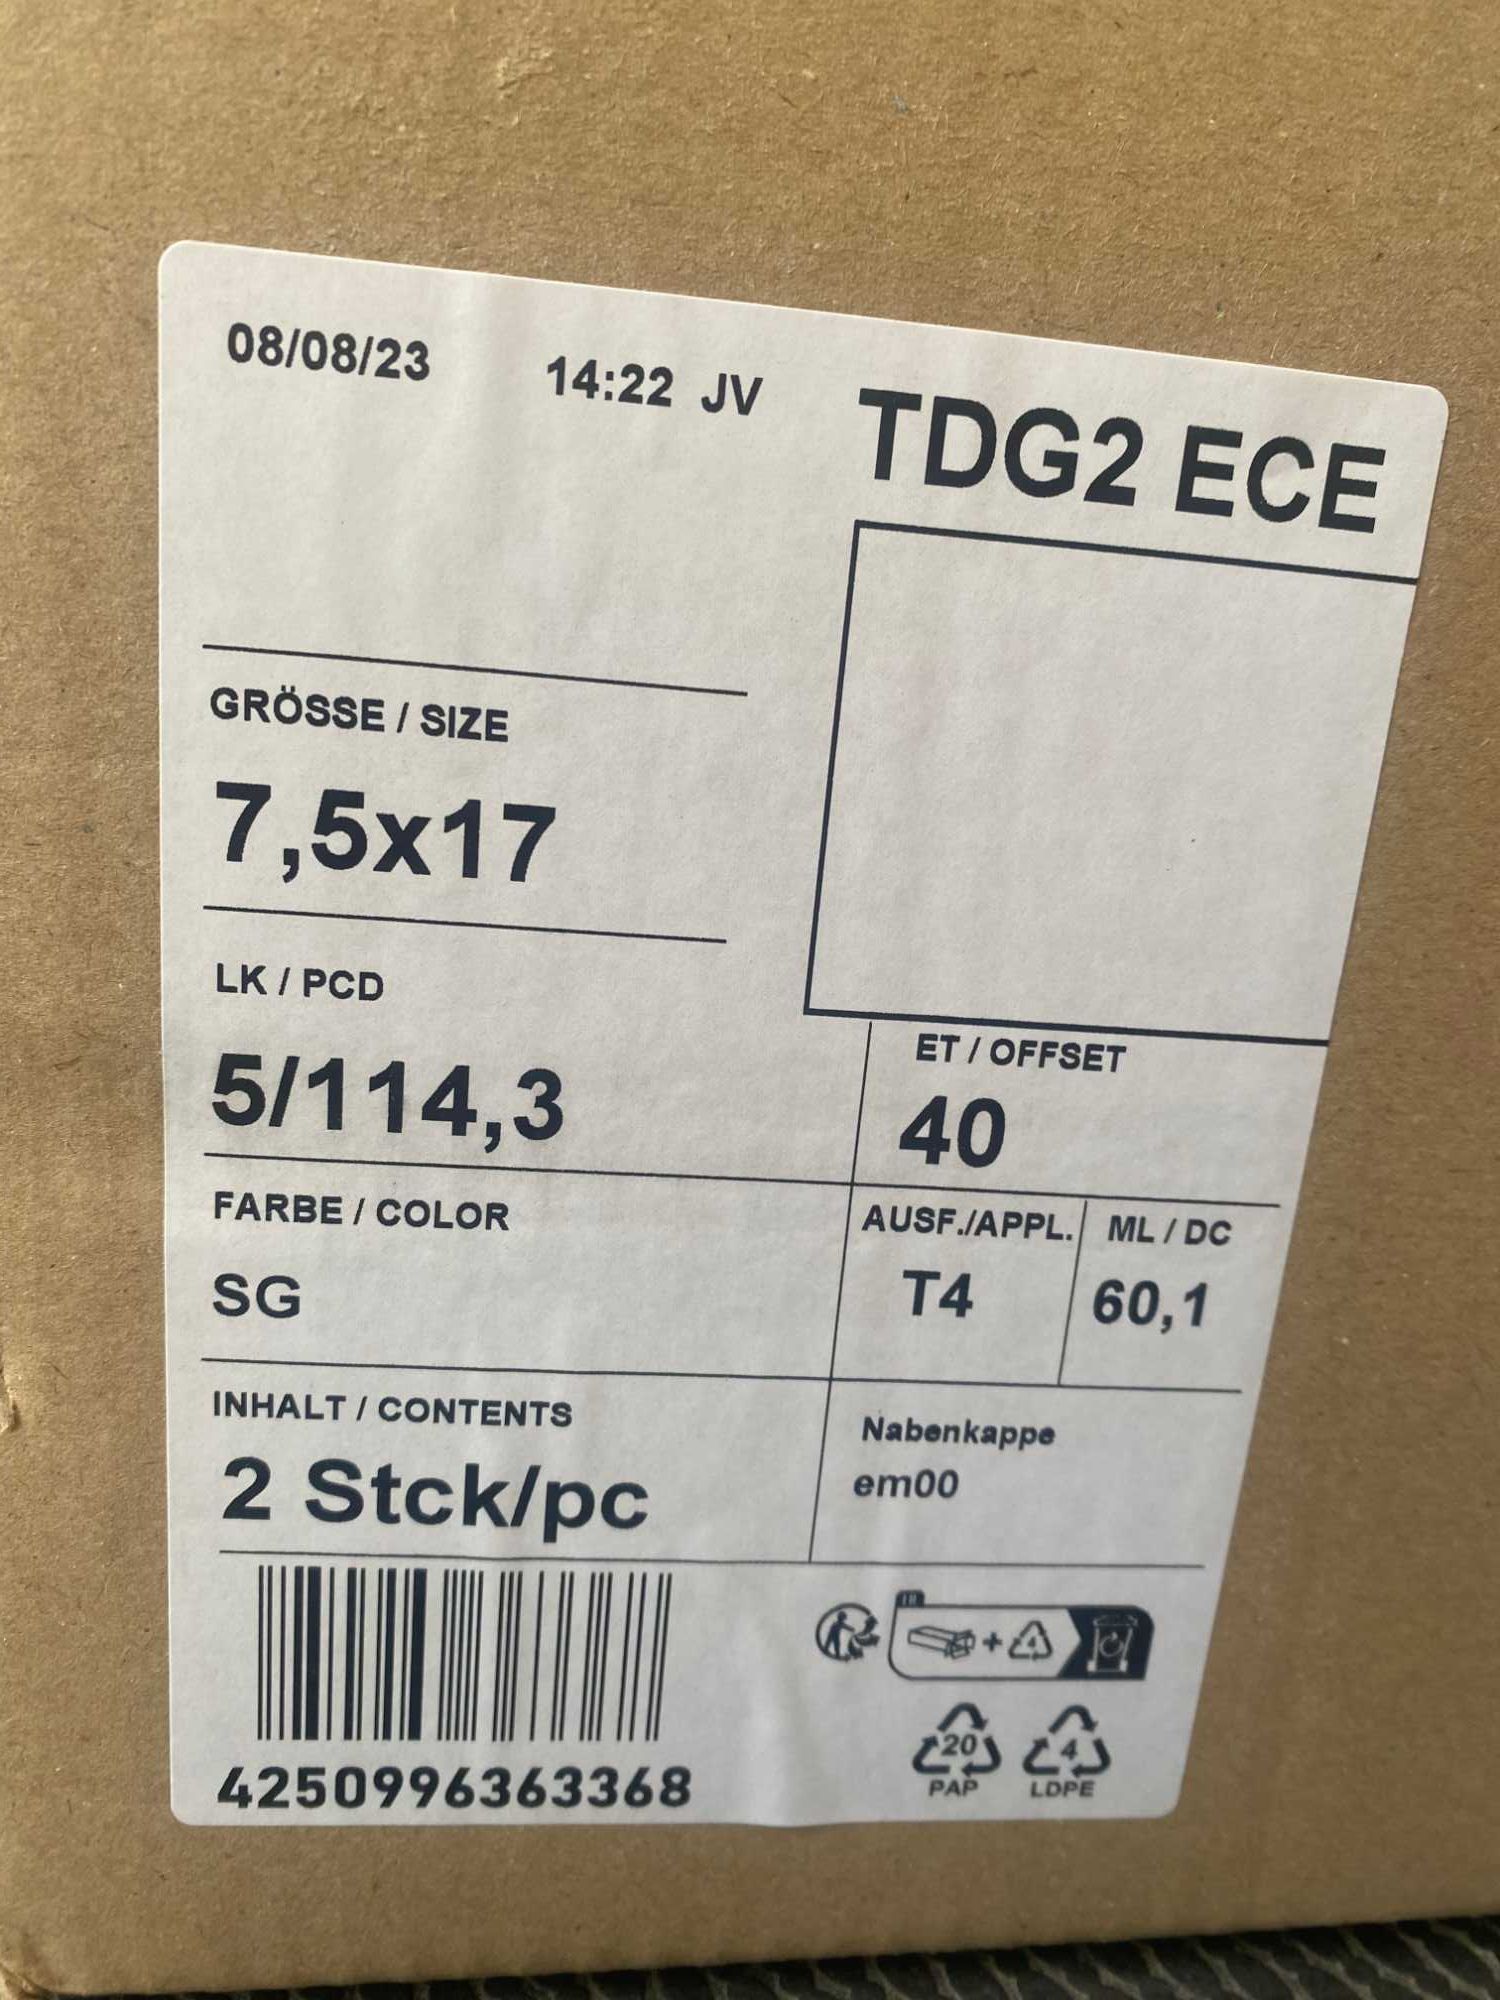 08/08/23 14:22 JV
TDG2 ECE
GRÖSSE / SIZE
7,5x17
LK / PCD
5/114,3
ET / OFFSET
40
FARBE / COLOR
SG
AUSF./APPL.
T4
ML / DC
60,1
INHALT / CONTENTS
2 Stck/pc
Nabenkappe
em00
4250996363368
FR
+ 4
20
PAP
4
LDPE